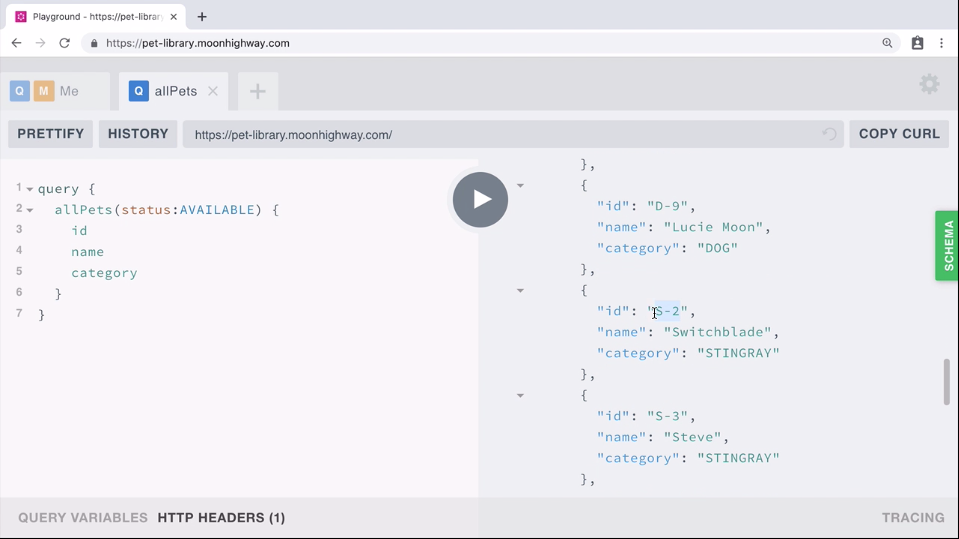 Playground - https://pet-library
https://pet-library.moonhighway.com
Q M Me
Q allPets
PRETTIFY
HISTORY
https://pet-library.moonhighway.com/
COPY CURL
1 query {
2 allPets(status:AVAILABLE) {
3 id
4 name
5 category
6 }
7 }
},
{
"id": "D-9",
"name": "Lucie Moon",
"category": "DOG"
},
{
"id": "S-2",
"name": "Switchblade",
"category": "STINGRAY"
},
{
"id": "S-3",
"name": "Steve",
"category": "STINGRAY"
},
SCHEMA
QUERY VARIABLES
HTTP HEADERS (1)
TRACING